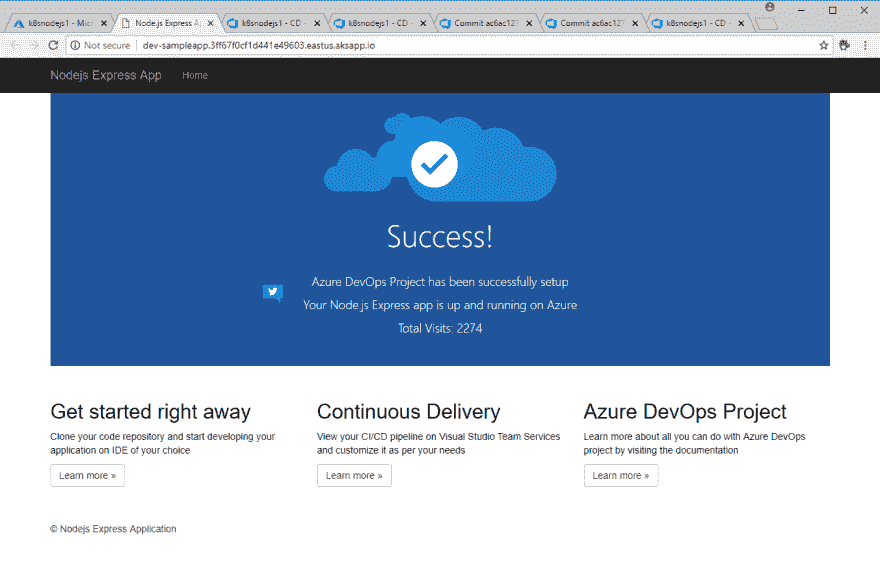 k8snodejs1 - Micr
Node.js Express Ap
k8snodejs1 - CD -
k8snodejs1 - CD -
Commit ac6ac127
Commit ac6ac127
k8snodejs1 - CD -
Not secure
dev-sampleapp.3ff67f0cf1d441e49603.eastus.aksapp.io
Nodejs Express App
Home
Success!
Azure DevOps Project has been successfully setup
Your Node.js Express app is up and running on Azure
Total Visits: 2274
Get started right away
Clone your code repository and start developing your
application on IDE of your choice
Learn more »
Continuous Delivery
View your CI/CD pipeline on Visual Studio Team Services
and customize it as per your needs
Learn more »
Azure DevOps Project
Learn more about all you can do with Azure DevOps
project by visiting the documentation
Learn more »
© Nodejs Express Application